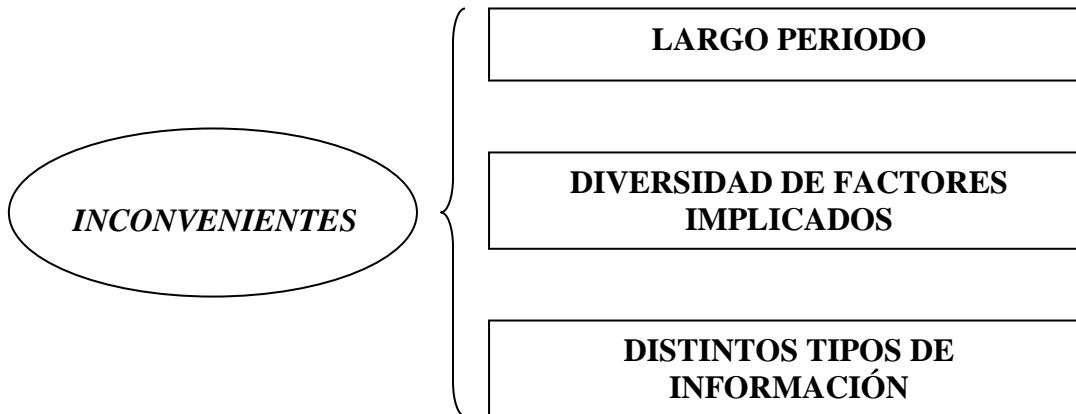 LARGO PERIODO
INCONVENIENTES
DIVERSIDAD DE FACTORES
IMPLICADOS
DISTINTOS TIPOS DE
INFORMACIÓN